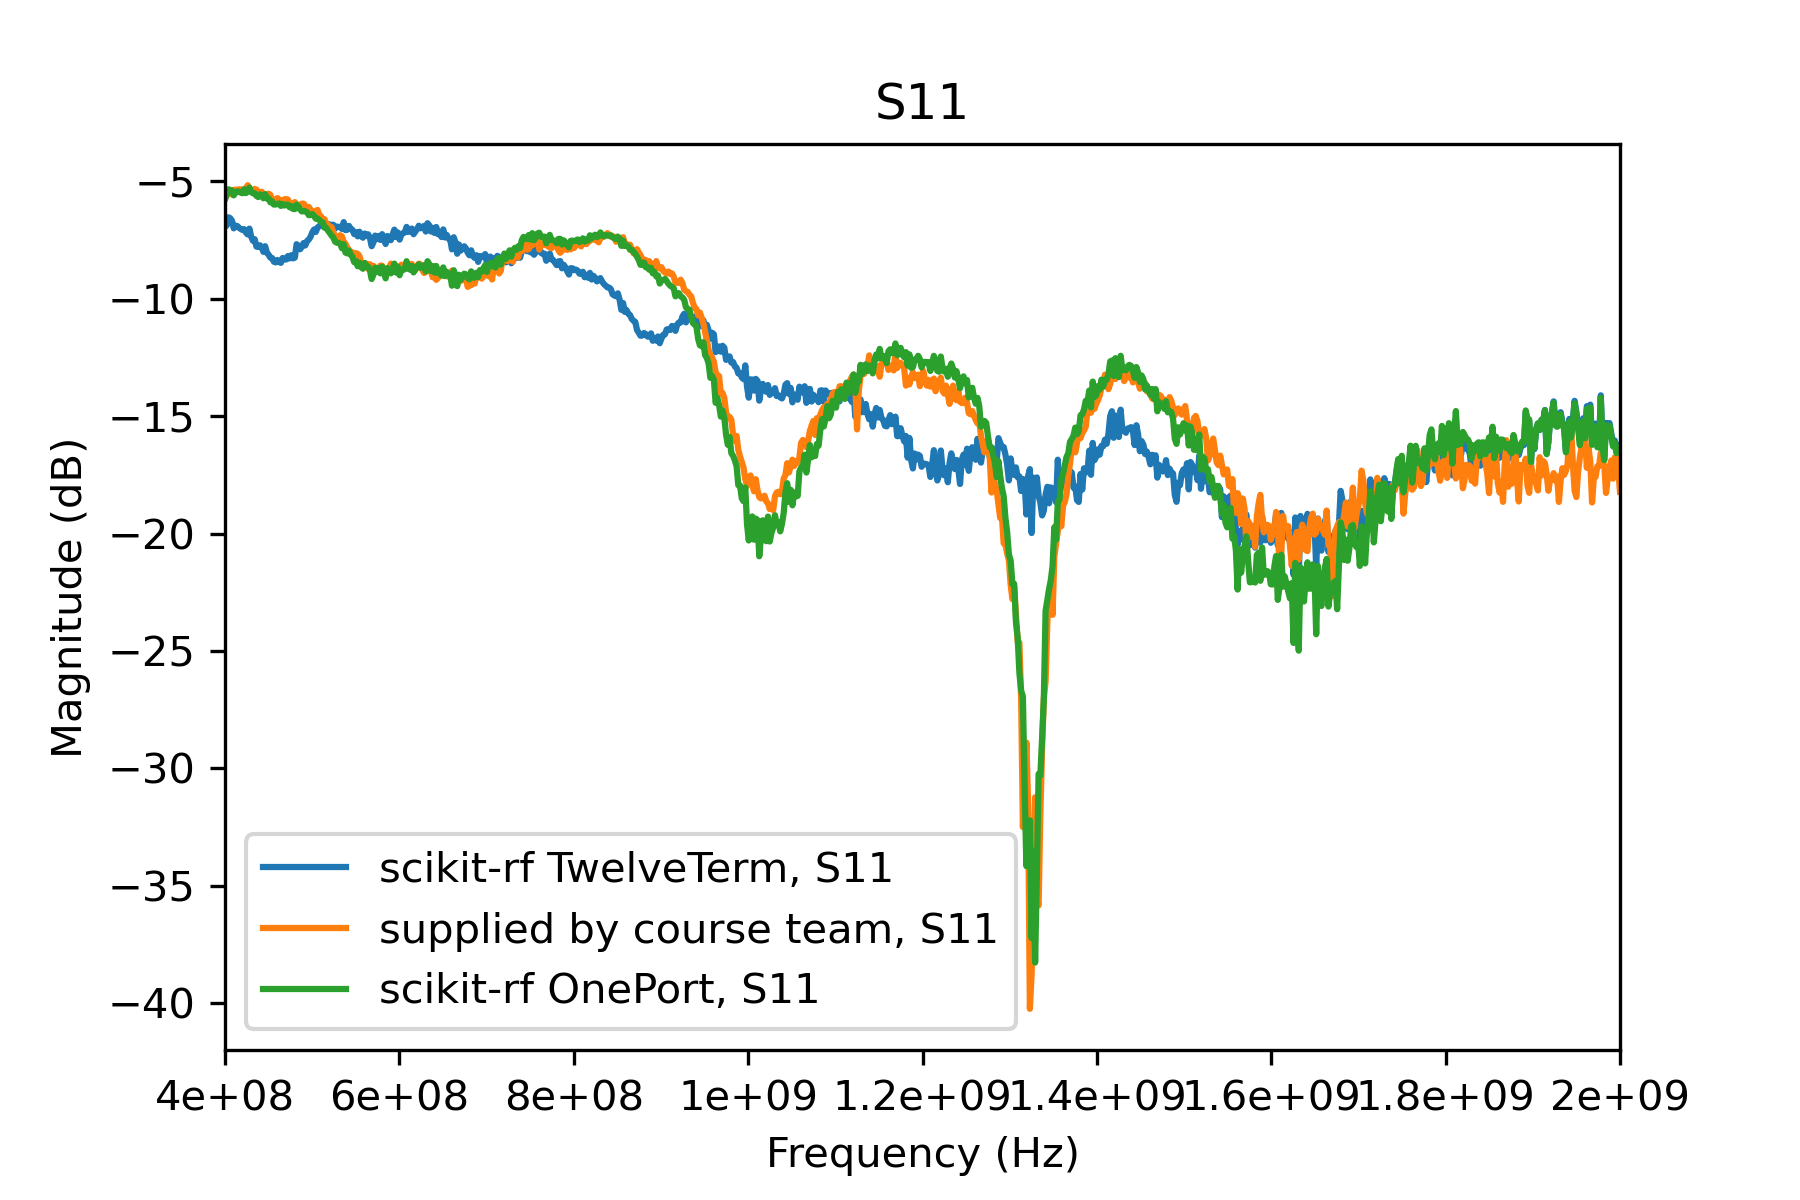 S11
−5
−10
−15
−20
−25
−30
−35
−40
Magnitude (dB)
scikit-rf TwelveTerm, S11
supplied by course team, S11
scikit-rf OnePort, S11
4e+08 6e+08 8e+08 1e+09 1.2e+09 1.4e+09 1.6e+09 1.8e+09 2e+09
Frequency (Hz)